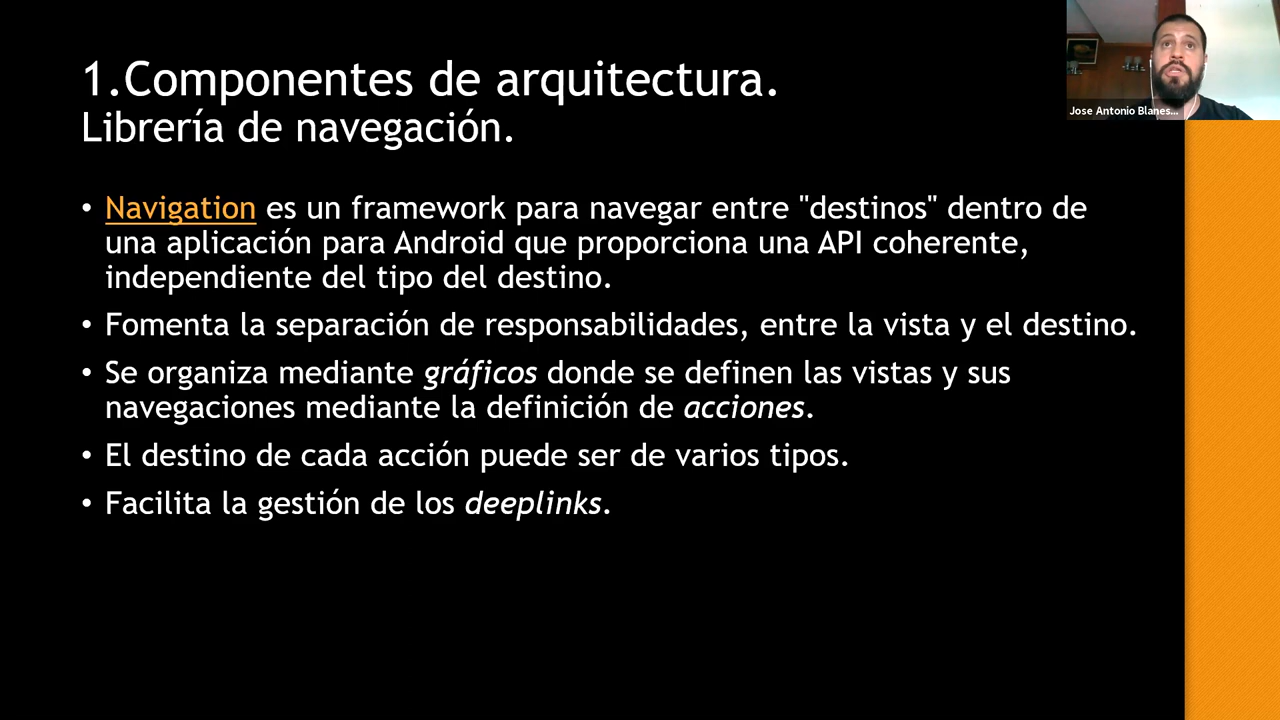 1.Componentes de arquitectura.
Librería de navegación.
Jose Antonio Blanes...
• Navigation es un framework para navegar entre "destinos" dentro de
una aplicación para Android que proporciona una API coherente,
independiente del tipo del destino.
• Fomenta la separación de responsabilidades, entre la vista y el destino.
• Se organiza mediante gráficos donde se definen las vistas y sus
navegaciones mediante la definición de acciones.
• El destino de cada acción puede ser de varios tipos.
• Facilita la gestión de los deeplinks.